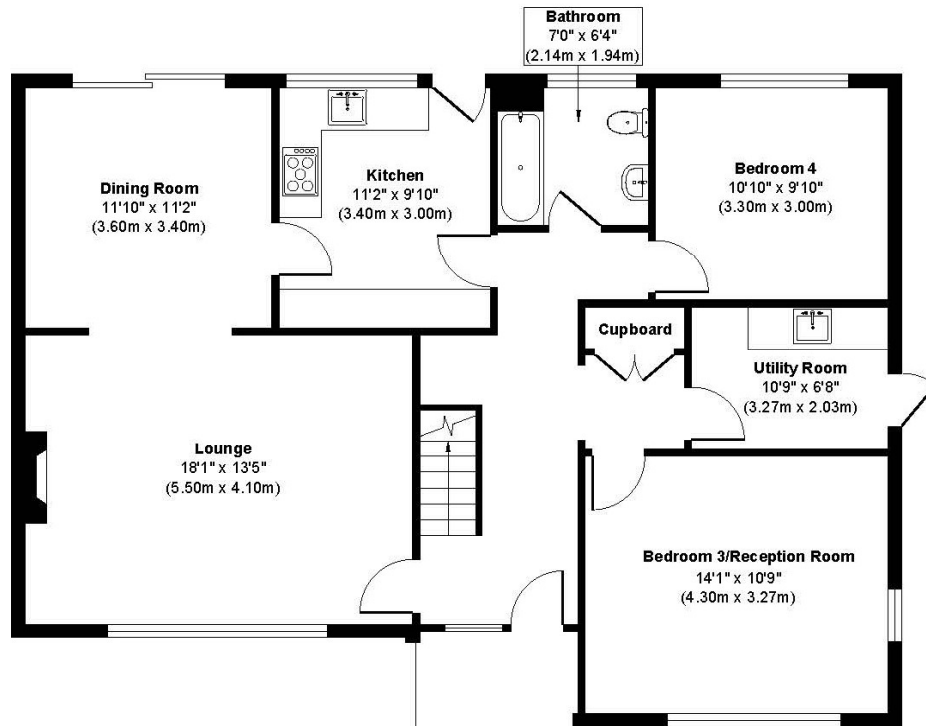 Bathroom
7'0" x 6'4"
(2.14m x 1.94m)
Dining Room
11'10" x 11'2"
(3.60m x 3.40m)
Kitchen
11'2" x 9'10"
(3.40m x 3.00m)
Bedroom 4
10'10" x 9'10"
(3.30m x 3.00m)
Cupboard
Utility Room
10'9" x 6'8"
(3.27m x 2.03m)
Lounge
18'1" x 13'5"
(5.50m x 4.10m)
Bedroom 3/Reception Room
14'1" x 10'9"
(4.30m x 3.27m)